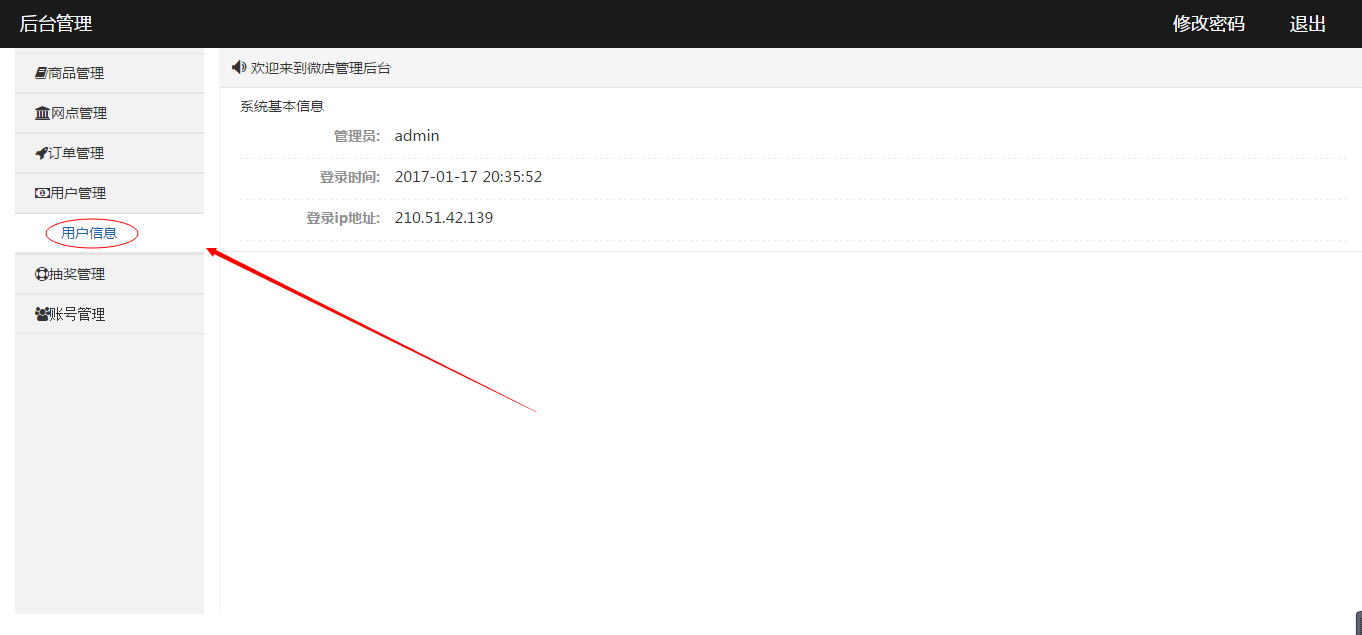 后台管理 修改密码 退出
商品管理
网点管理
订单管理
用户管理
用户信息
抽奖管理
账号管理
欢迎来到微店管理后台
系统基本信息
管理员: admin
登录时间: 2017-01-17 20:35:52
登录ip地址: 210.51.42.139